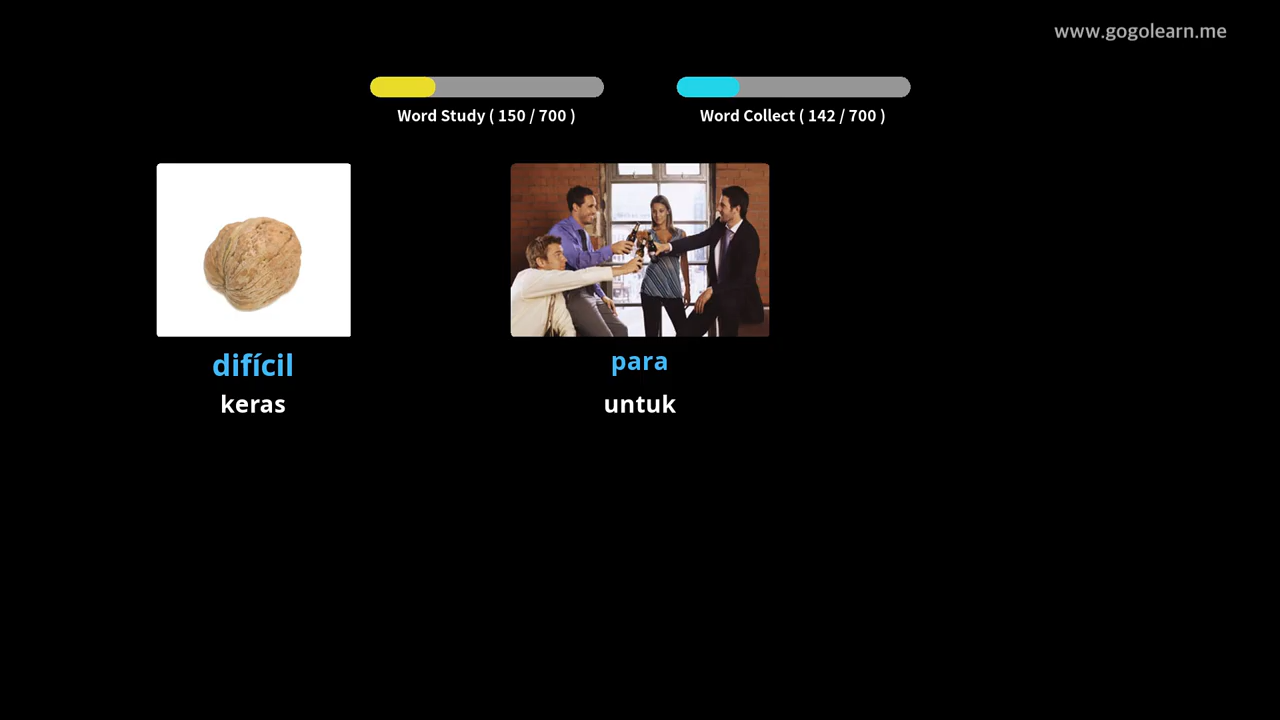 www.gogolearn.me
Word Study ( 150 / 700 )
Word Collect ( 142 / 700 )
difícil
keras
para
untuk